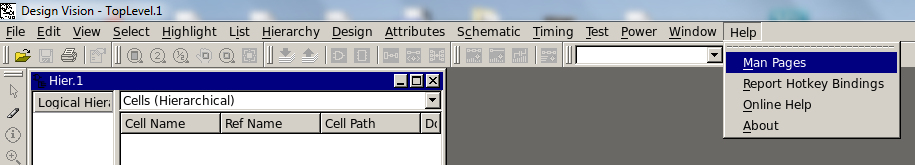 Design Vision - TopLevel.1
File Edit View Select Highlight List Hierarchy Design Attributes Schematic Timing Test Power Window Help
Man Pages
Report Hotkey Bindings
Online Help
About
Hier.1
Logical Hiera
Cells (Hierarchical)
Cell Name Ref Name Cell Path